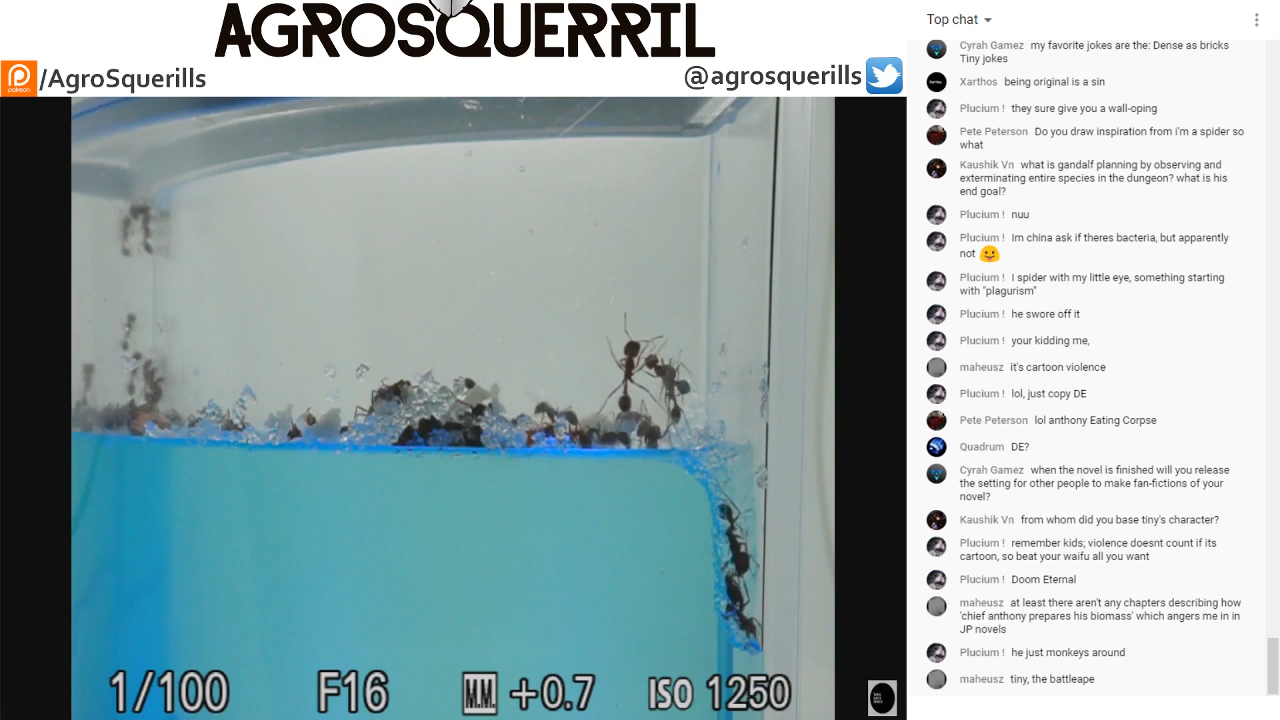 AGROSQUERRIL
/AgroSquerills
@agrosquerills
patreon
1/100 F16 M.M. +0.7 ISO 1250
Top chat
Cyrah Gamez my favorite jokes are the: Dense as bricks
Tiny jokes
Xarthos being original is a sin
Plucium ! they sure give you a wall-oping
Pete Peterson Do you draw inspiration from i'm a spider so
what
Kaushik Vn what is gandalf planning by observing and
exterminating entire species in the dungeon? what is his
end goal?
Plucium ! nuu
Plucium ! Im china ask if theres bacteria, but apparently
not
Plucium ! I spider with my little eye, something starting
with "plagurism"
Plucium ! he swore off it
Plucium ! your kidding me,
maheusz it's cartoon violence
Plucium ! lol, just copy DE
Pete Peterson lol anthony Eating Corpse
Quadrum DE?
Cyrah Gamez when the novel is finished will you release
the setting for other people to make fan-fictions of your
novel?
Kaushik Vn from whom did you base tiny's character?
Plucium ! remember kids; violence doesnt count if its
cartoon, so beat your waifu all you want
Plucium ! Doom Eternal
maheusz at least there aren't any chapters describing how
'chief anthony prepares his biomass' which angers me in in
JP novels
Plucium ! he just monkeys around
maheusz tiny, the battleape